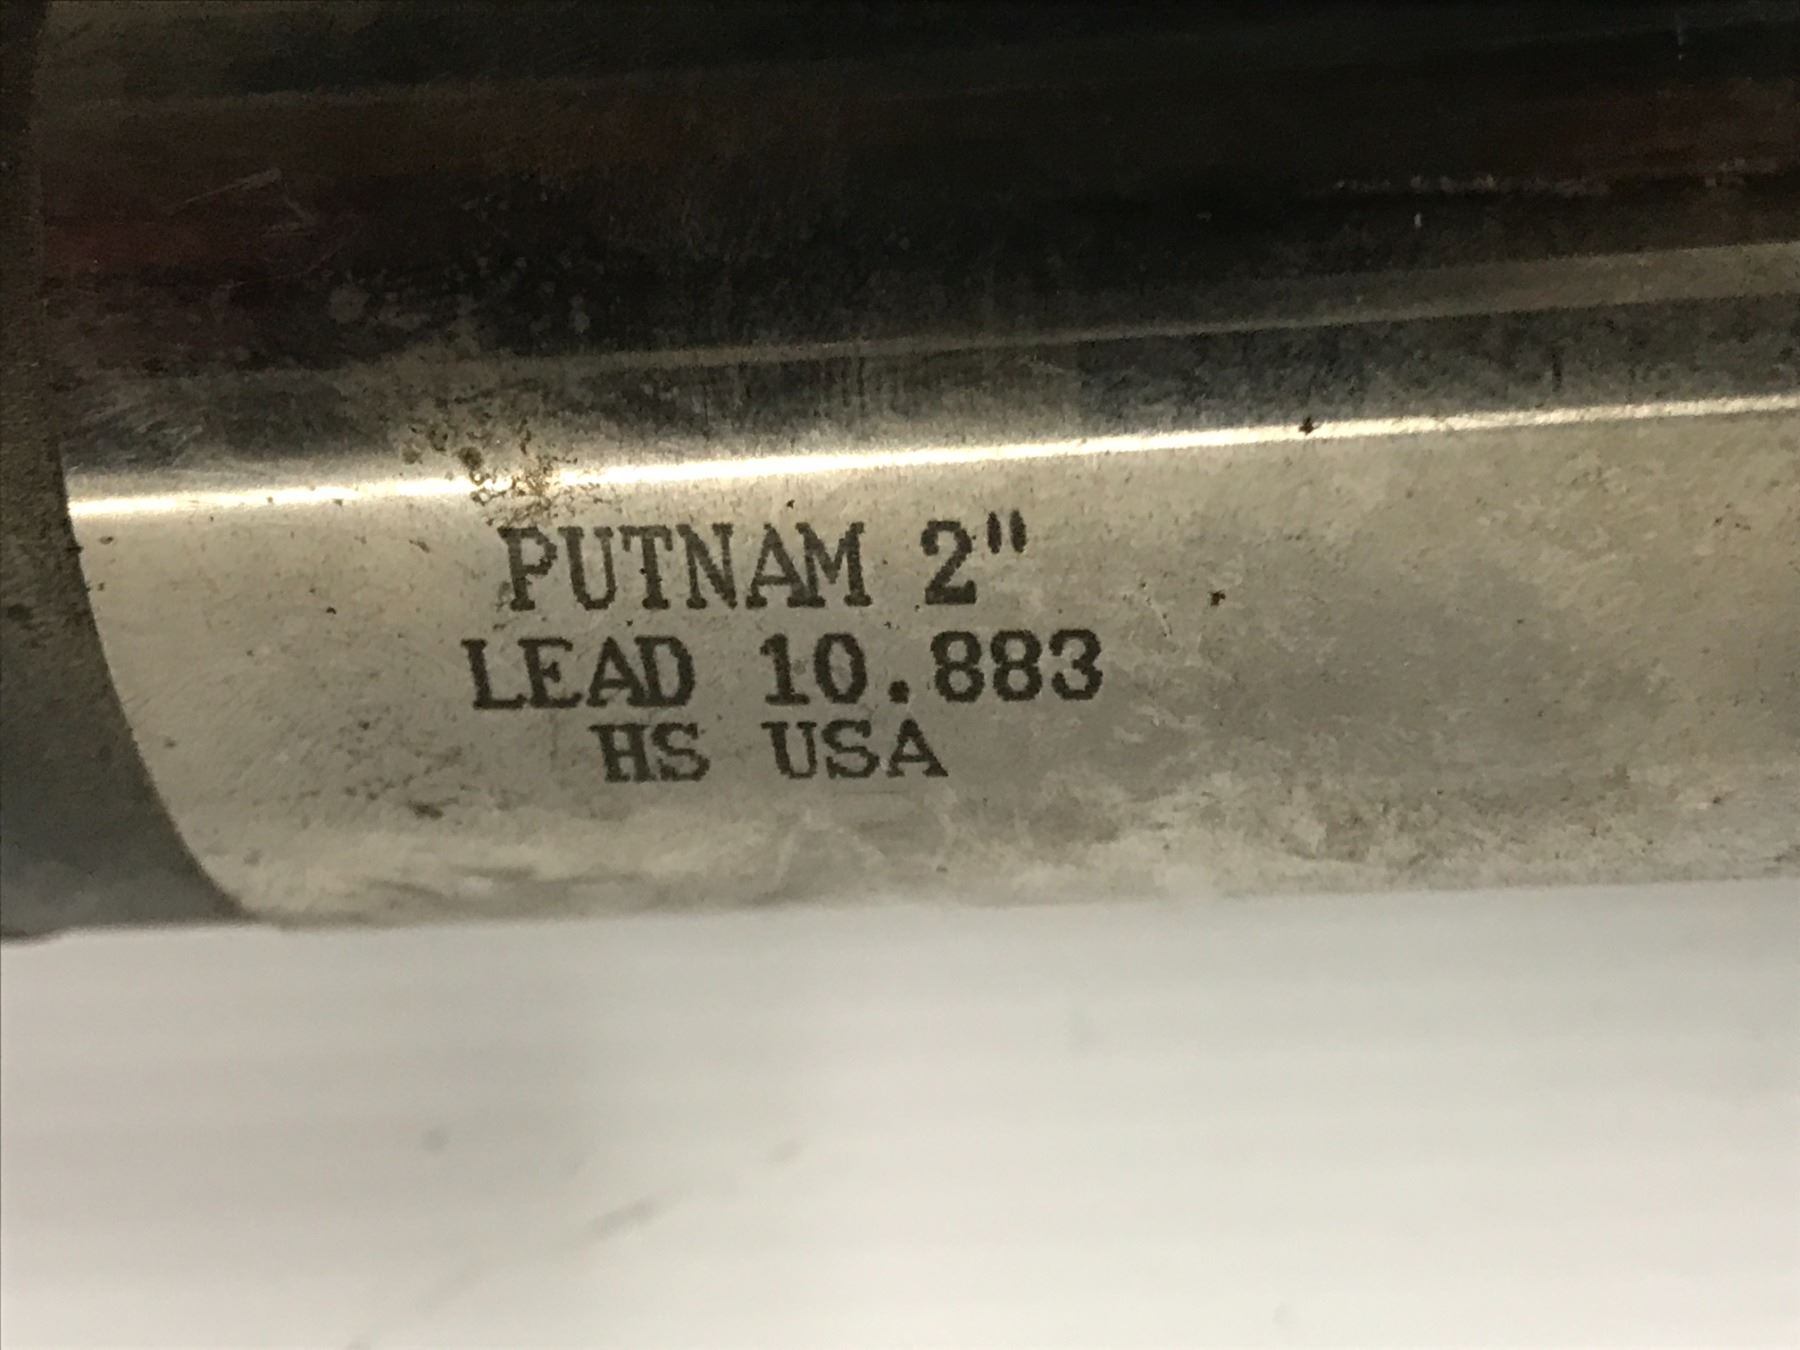 PUTNAM 2"
LEAD 10.883
HS USA